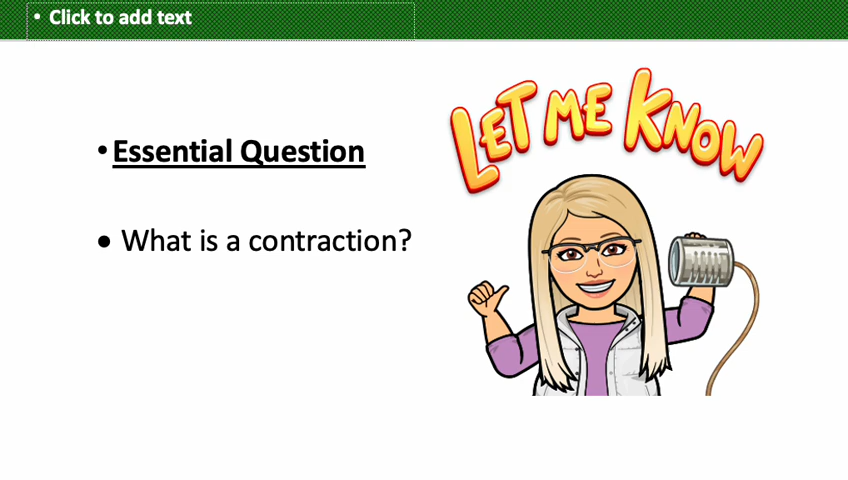 • Click to add text
LET ME KNOW
• Essential Question
• What is a contraction?